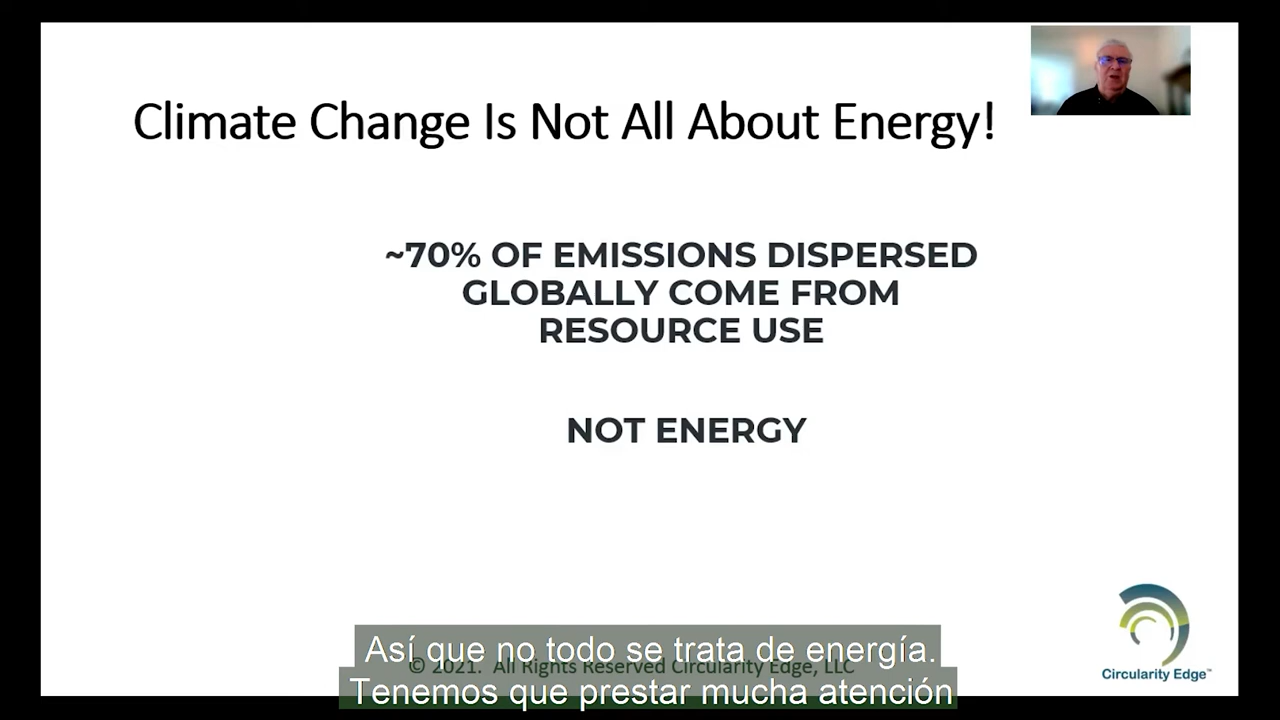 Climate Change Is Not All About Energy!
~70% OF EMISSIONS DISPERSED
GLOBALLY COME FROM
RESOURCE USE
NOT ENERGY
Así que no todo se trata de energía.
© 2021. All Rights Reserved Circularity Edge, LLC
Tenemos que prestar mucha atención
Circularity Edge™